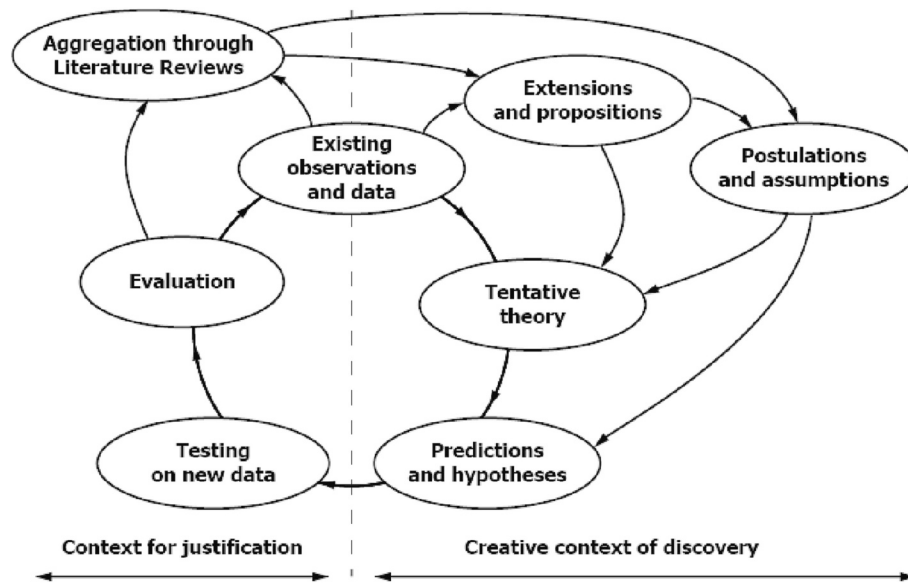 Aggregation through
Literature Reviews
Extensions
and propositions
Existing
observations
and data
Postulations
and assumptions
Evaluation
Tentative
theory
Testing
on new data
Predictions
and hypotheses
Context for justification
Creative context of discovery